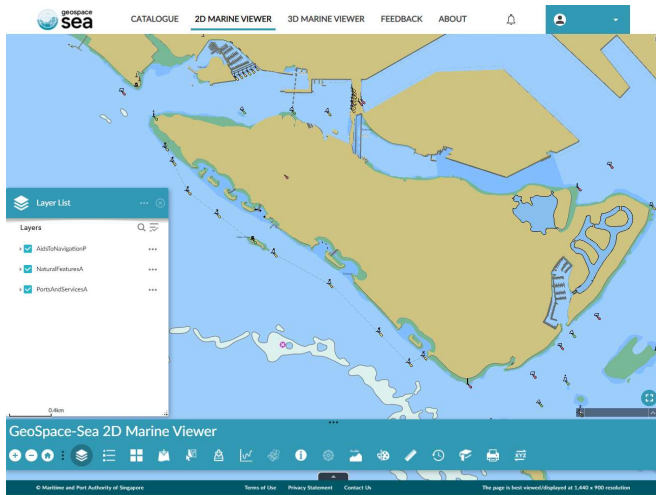 geospace
sea
CATALOGUE 2D MARINE VIEWER 3D MARINE VIEWER FEEDBACK ABOUT
Layer List
Layers
AidsToNavigationP
NaturalFeaturesA
PortsAndServicesA
0.4km
GeoSpace-Sea 2D Marine Viewer
© Maritime and Port Authority of Singapore Terms of Use Privacy Statement Contact Us The page is best viewed/displayed at 1,440 x 900 resolution